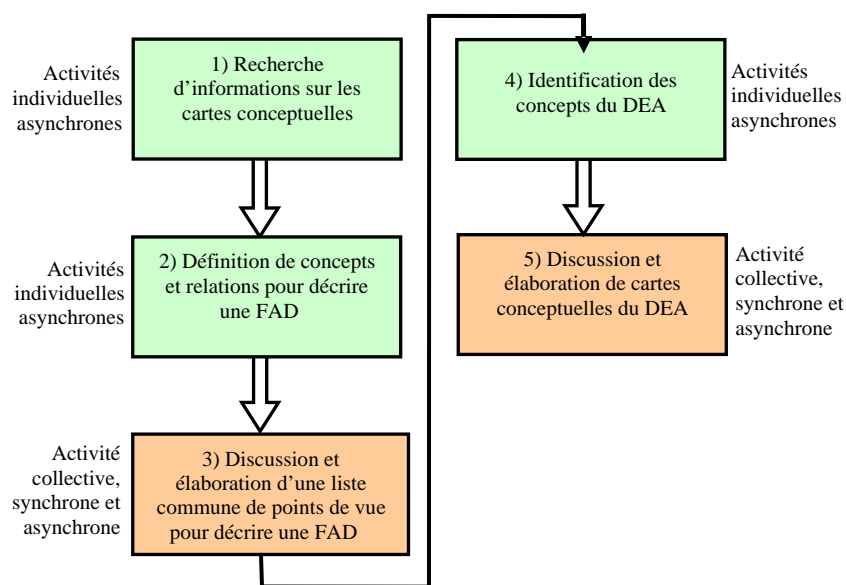 Activités
individuelles
asynchrones
1) Recherche
d’informations sur les
cartes conceptuelles
Activités
individuelles
asynchrones
2) Définition de concepts
et relations pour décrire
une FAD
Activité
collective,
synchrone et
asynchrone
3) Discussion et
élaboration d’une liste
commune de points de vue
pour décrire une FAD
4) Identification des
concepts du DEA
Activités
individuelles
asynchrones
5) Discussion et
élaboration de cartes
conceptuelles du DEA
Activité
collective,
synchrone et
asynchrone